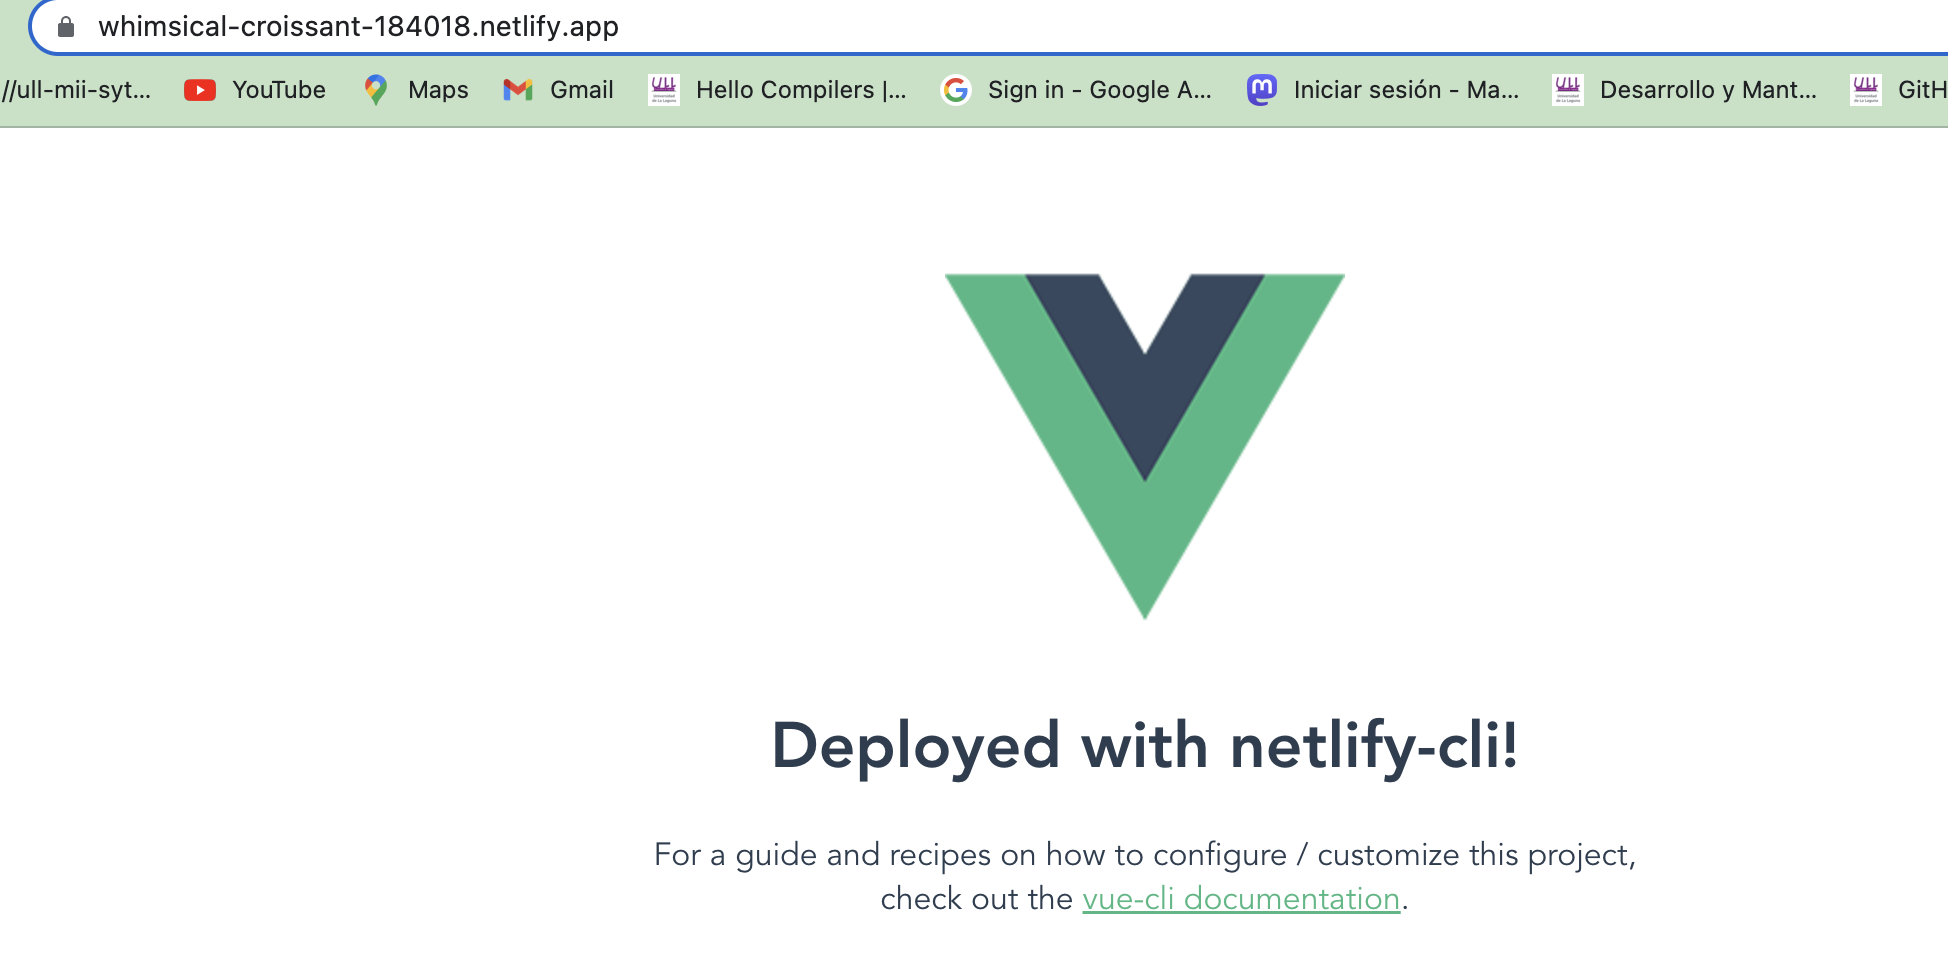 whimsical-croissant-184018.netlify.app
//ull-mii-syt... YouTube Maps Gmail Hello Compilers |... Sign in - Google A... Iniciar sesión - Ma... Desarrollo y Mant... GitH
Deployed with netlify-cli!
For a guide and recipes on how to configure / customize this project,
check out the vue-cli documentation.